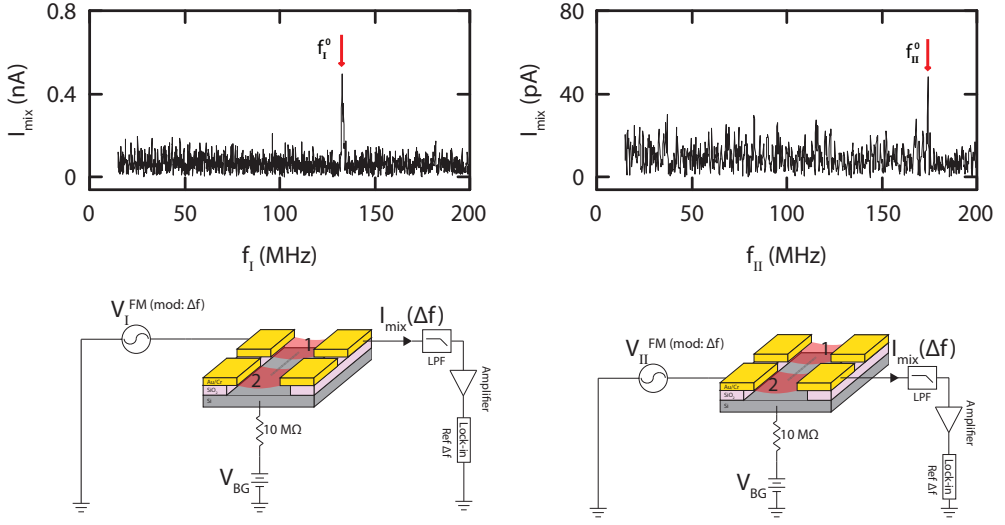 0.8
0.4
0
I_mix (nA)
f_I^0
0
50
100
150
200
f_I (MHz)
80
40
0
I_mix (pA)
f_II^0
0
50
100
150
200
f_II (MHz)
V_I^FM (mod: Δf)
I_mix(Δf)
LPF
Amplifier
Lock-in
Ref Δf
1
2
Au/Cr
SiO₂
Si
10 MΩ
V_BG
V_II^FM (mod: Δf)
I_mix(Δf)
LPF
Amplifier
Lock-in
Ref Δf
1
2
Au/Cr
SiO₂
Si
10 MΩ
V_BG